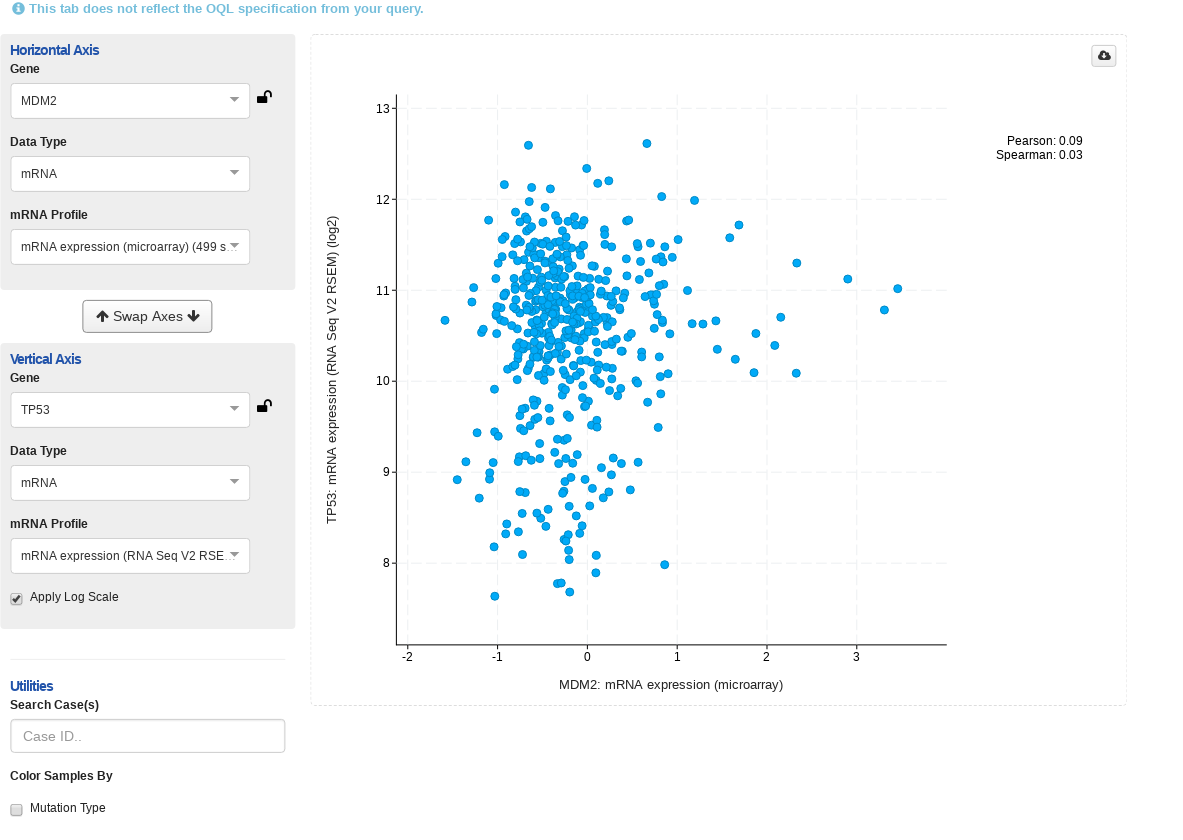 This tab does not reflect the OQL specification from your query.
Horizontal Axis
Gene
MDM2
Data Type
mRNA
mRNA Profile
mRNA expression (microarray) (499 s...
Swap Axes
Vertical Axis
Gene
TP53
Data Type
mRNA
mRNA Profile
mRNA expression (RNA Seq V2 RSE...
Apply Log Scale
Utilities
Search Case(s)
Case ID..
Color Samples By
Mutation Type
Pearson: 0.09
Spearman: 0.03
TP53: mRNA expression (RNA Seq V2 RSEM) (log2)
13
12
11
10
9
8
-2 -1 0 1 2 3
MDM2: mRNA expression (microarray)